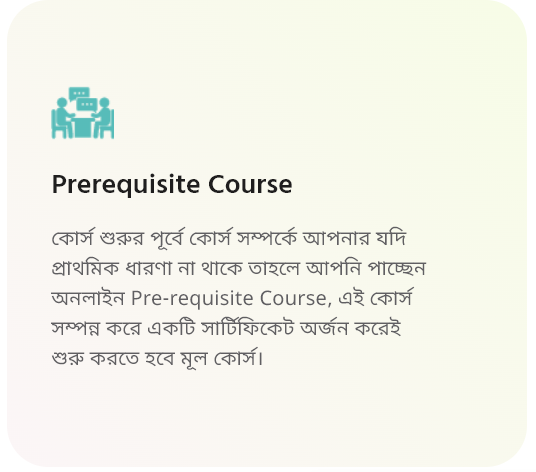 Prerequisite Course
কোর্স শুরুর পূর্বে কোর্স সম্পর্কে আপনার যদি
প্রাথমিক ধারণা না থাকে তাহলে আপনি পাচ্ছেন
অনলাইন Pre-requisite Course, এই কোর্স
সম্পন্ন করে একটি সার্টিফিকেট অর্জন করেই
শুরু করতে হবে মূল কোর্স।